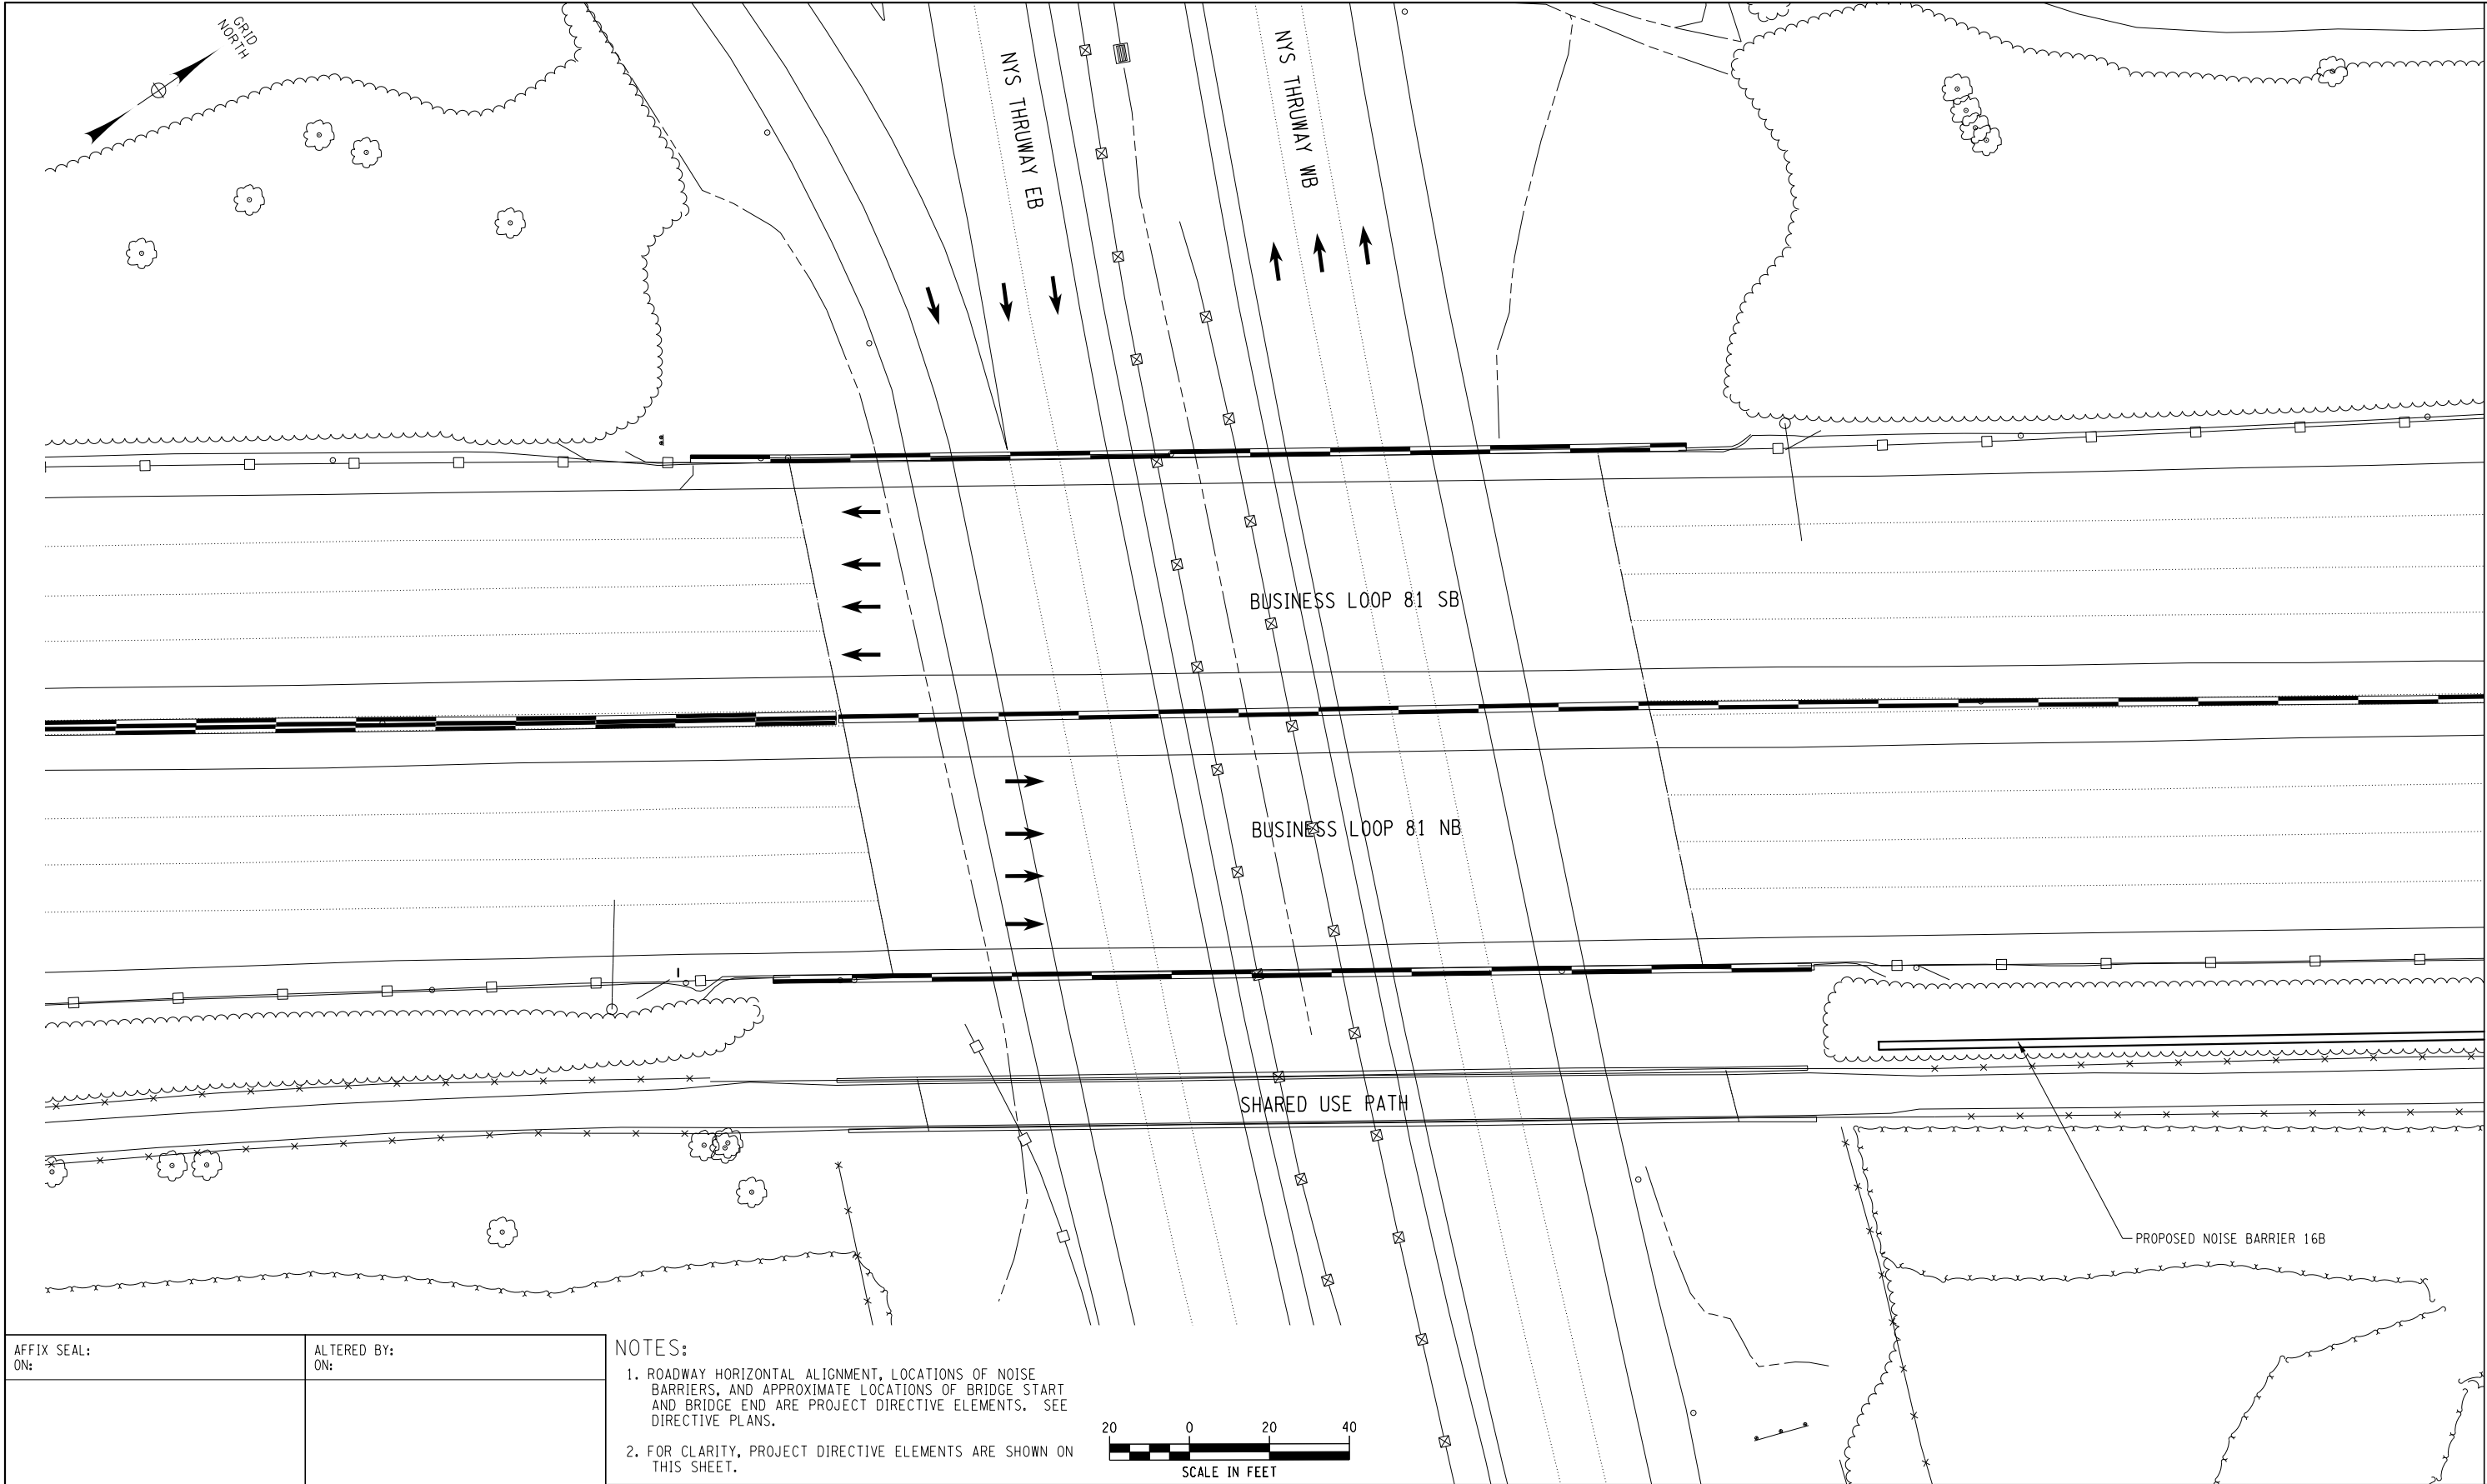 GRID
NORTH
NYS THRUWAY EB
NYS THRUWAY WB
BUSINESS LOOP 81 SB
BUSINESS LOOP 81 NB
SHARED USE PATH
PROPOSED NOISE BARRIER 16B
AFFIX SEAL:
ON:
ALTERED BY:
ON:
NOTES:
1. ROADWAY HORIZONTAL ALIGNMENT, LOCATIONS OF NOISE
BARRIERS, AND APPROXIMATE LOCATIONS OF BRIDGE START
AND BRIDGE END ARE PROJECT DIRECTIVE ELEMENTS. SEE
DIRECTIVE PLANS.
2. FOR CLARITY, PROJECT DIRECTIVE ELEMENTS ARE SHOWN ON
THIS SHEET.
20 0 20 40
SCALE IN FEET